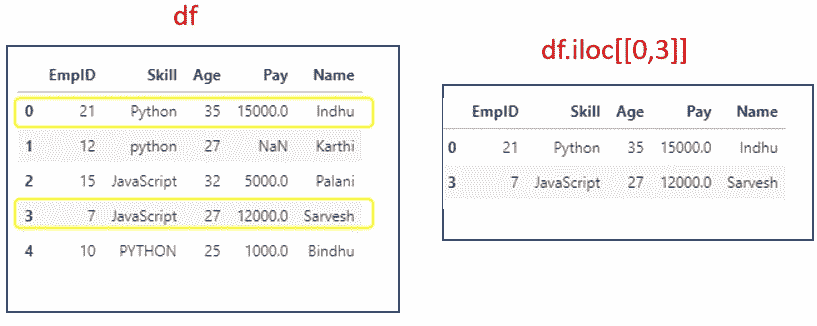 df
EmpID Skill Age Pay Name
0 21 Python 35 15000.0 Indhu
1 12 python 27 NaN Karthi
2 15 JavaScript 32 5000.0 Palani
3 7 JavaScript 27 12000.0 Sarvesh
4 10 PYTHON 25 1000.0 Bindhu
df.iloc[[0,3]]
EmpID Skill Age Pay Name
0 21 Python 35 15000.0 Indhu
3 7 JavaScript 27 12000.0 Sarvesh